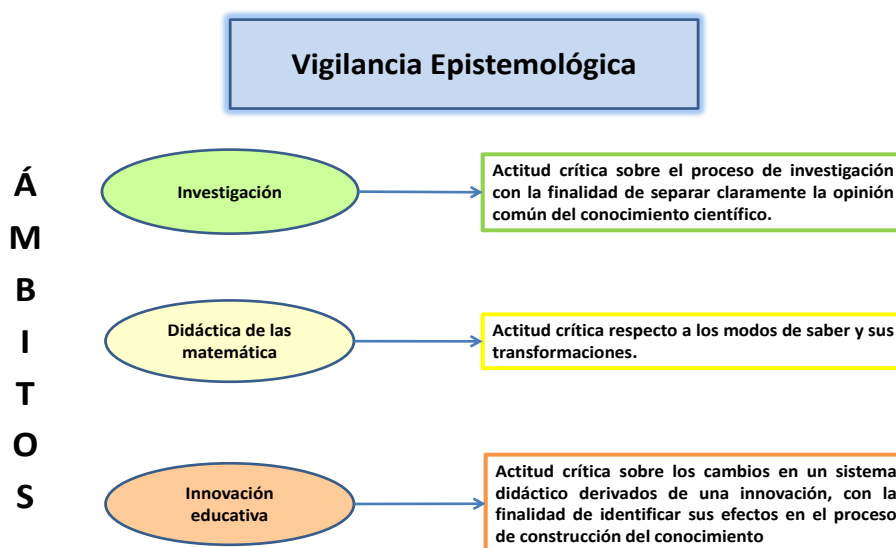 Vigilancia Epistemológica
ÁMBITOS
Investigación
Actitud crítica sobre el proceso de investigación
con la finalidad de separar claramente la opinión
común del conocimiento científico.
Didáctica de las
matemática
Actitud crítica respecto a los modos de saber y sus
transformaciones.
Innovación
educativa
Actitud crítica sobre los cambios en un sistema
didáctico derivados de una innovación, con la
finalidad de identificar sus efectos en el proceso
de construcción del conocimiento